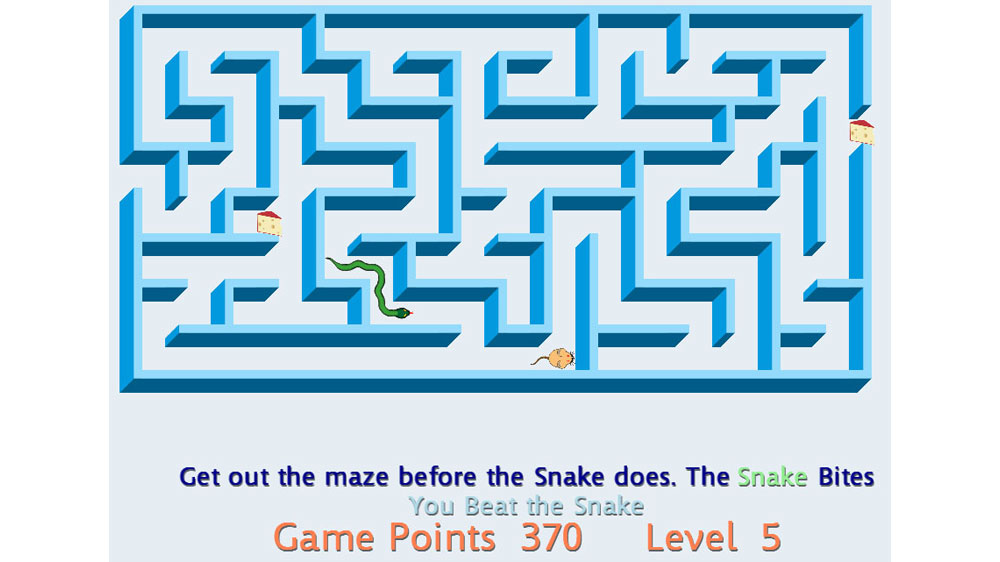 Get out the maze before the Snake does. The Snake Bites
You Beat the Snake
Game Points 370 Level 5